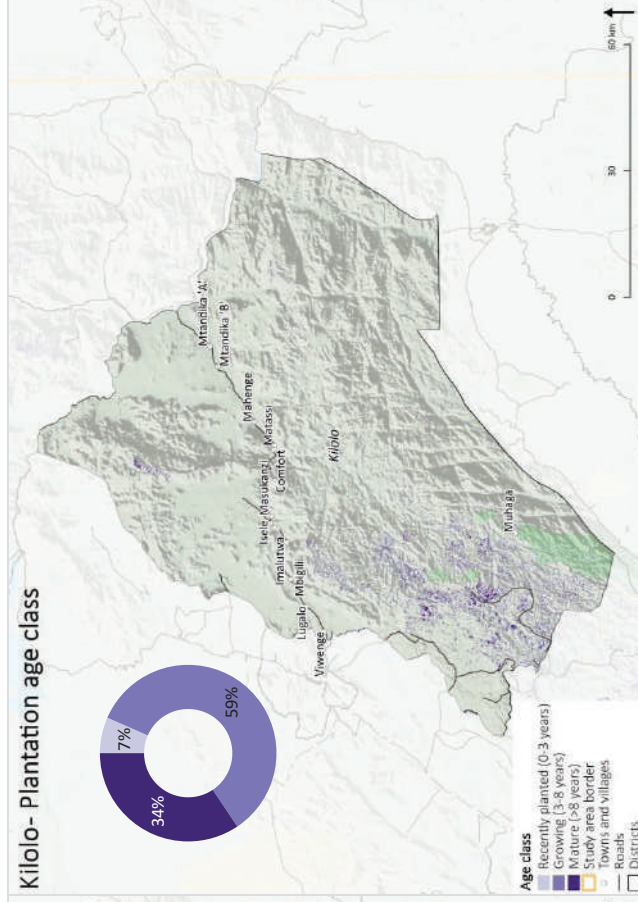 Kilolo- Plantation age class
7%
34%
59%
Mtandika 'A'
Mtandika 'B'
Mahenge
Matassi
Comfort
Masukanzi
Isele
Imalutwa
Mbigili
Lugalo
Viwenge
Kilolo
Muhaga
Age class
Recently planted (0-3 years)
Growing (3-8 years)
Mature (>8 years)
Study area border
Towns and villages
Roads
Districts
0 30 60 km